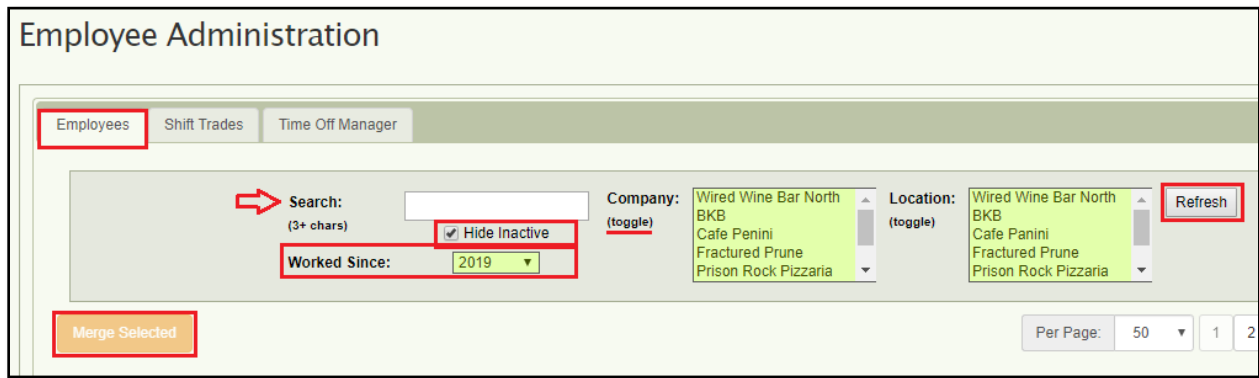 Employee Administration
Employees Shift Trades Time Off Manager
Search: Company: Wired Wine Bar North Location: Wired Wine Bar North Refresh
(3+ chars) (toggle) BKB (toggle) BKB
Hide Inactive Cafe Penini Cafe Panini
Fractured Prune Fractured Prune
Worked Since: 2019 Prison Rock Pizzaria Prison Rock Pizzaria
Merge Selected Per Page: 50 1 2